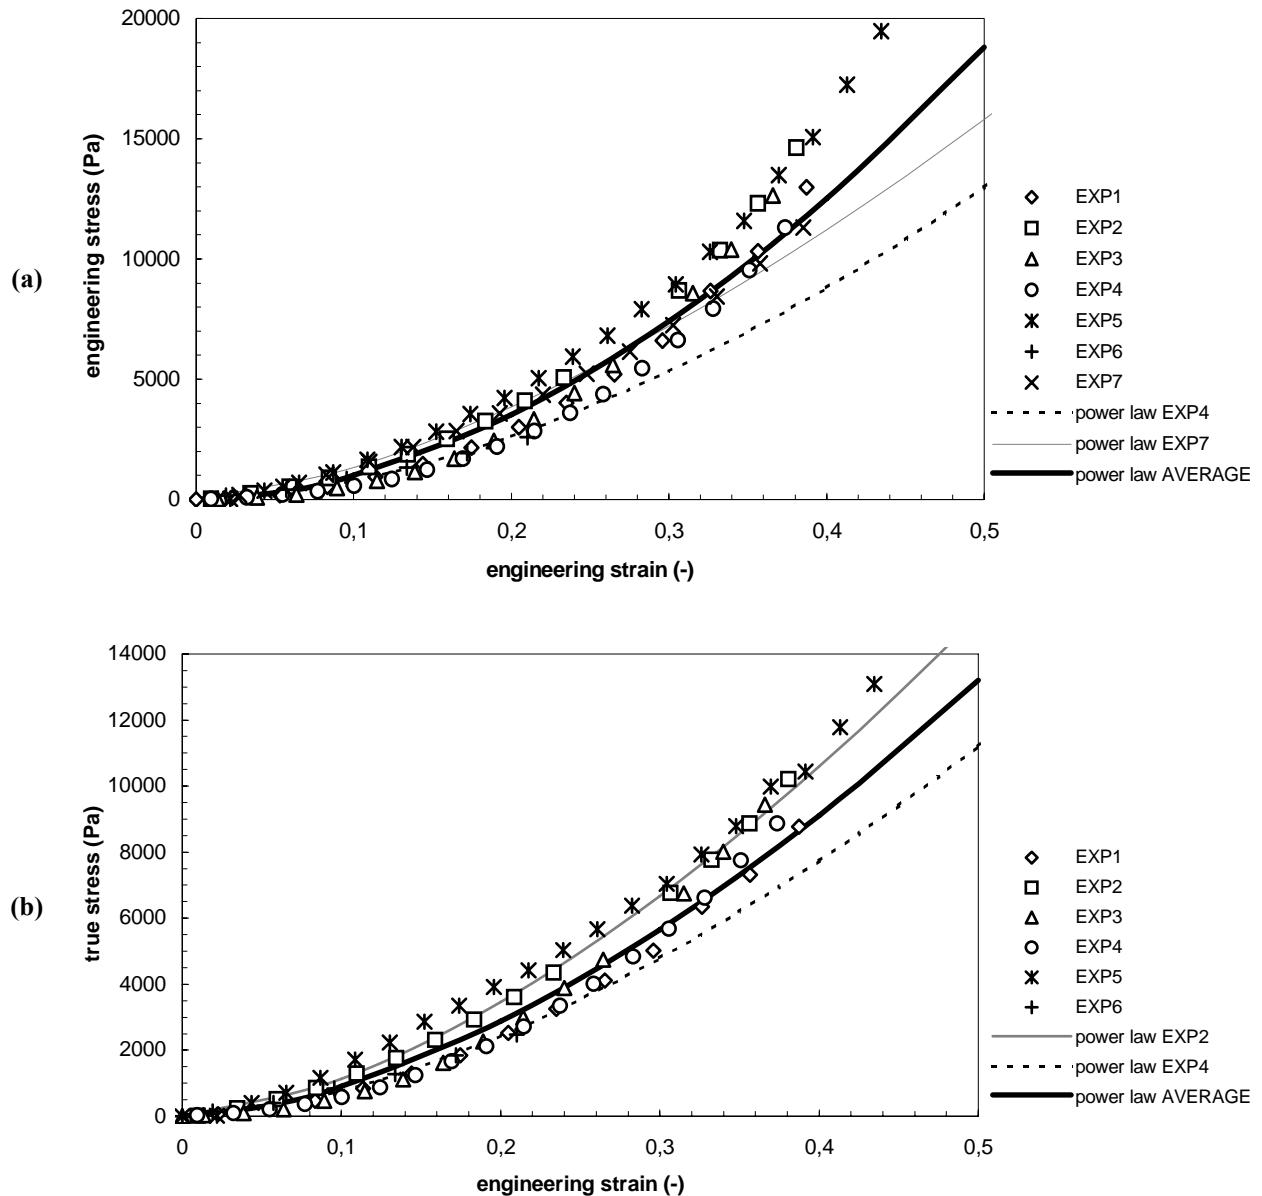 (a)
engineering stress (Pa)
20000
15000
10000
5000
0
0 0,1 0,2 0,3 0,4 0,5
engineering strain (-)
EXP1
EXP2
EXP3
EXP4
EXP5
EXP6
EXP7
power law EXP4
power law EXP7
power law AVERAGE
(b)
true stress (Pa)
14000
12000
10000
8000
6000
4000
2000
0
0 0,1 0,2 0,3 0,4 0,5
engineering strain (-)
EXP1
EXP2
EXP3
EXP4
EXP5
EXP6
power law EXP2
power law EXP4
power law AVERAGE